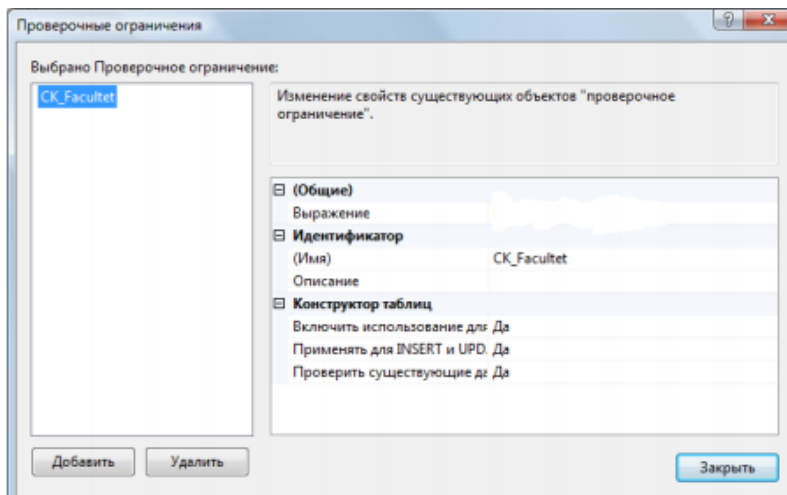 Проверочные ограничения
Выбрано Проверочное ограничение:
CK_Facultet
Изменение свойств существующих объектов "проверочное
ограничение".
(Общие)
Выражение
Идентификатор
(Имя) CK_Facultet
Описание
Конструктор таблиц
Включить использование для Да
Применять для INSERT и UPD. Да
Проверить существующие да Да
Добавить Удалить
Закрыть